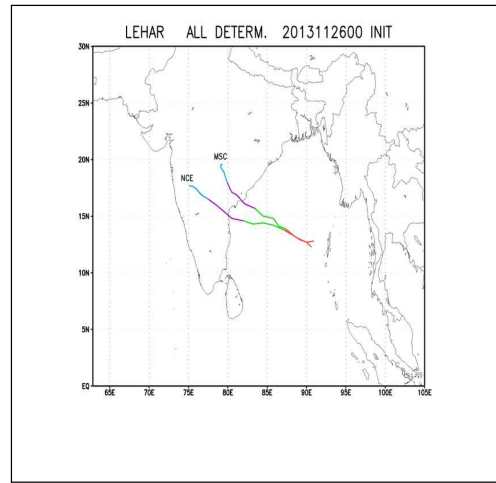 LEHAR ALL DETERM. 2013112600 INIT
30N
25N
20N
15N
10N
5N
EQ
MSC
NCE
65E 70E 75E 80E 85E 90E 95E 100E 105E